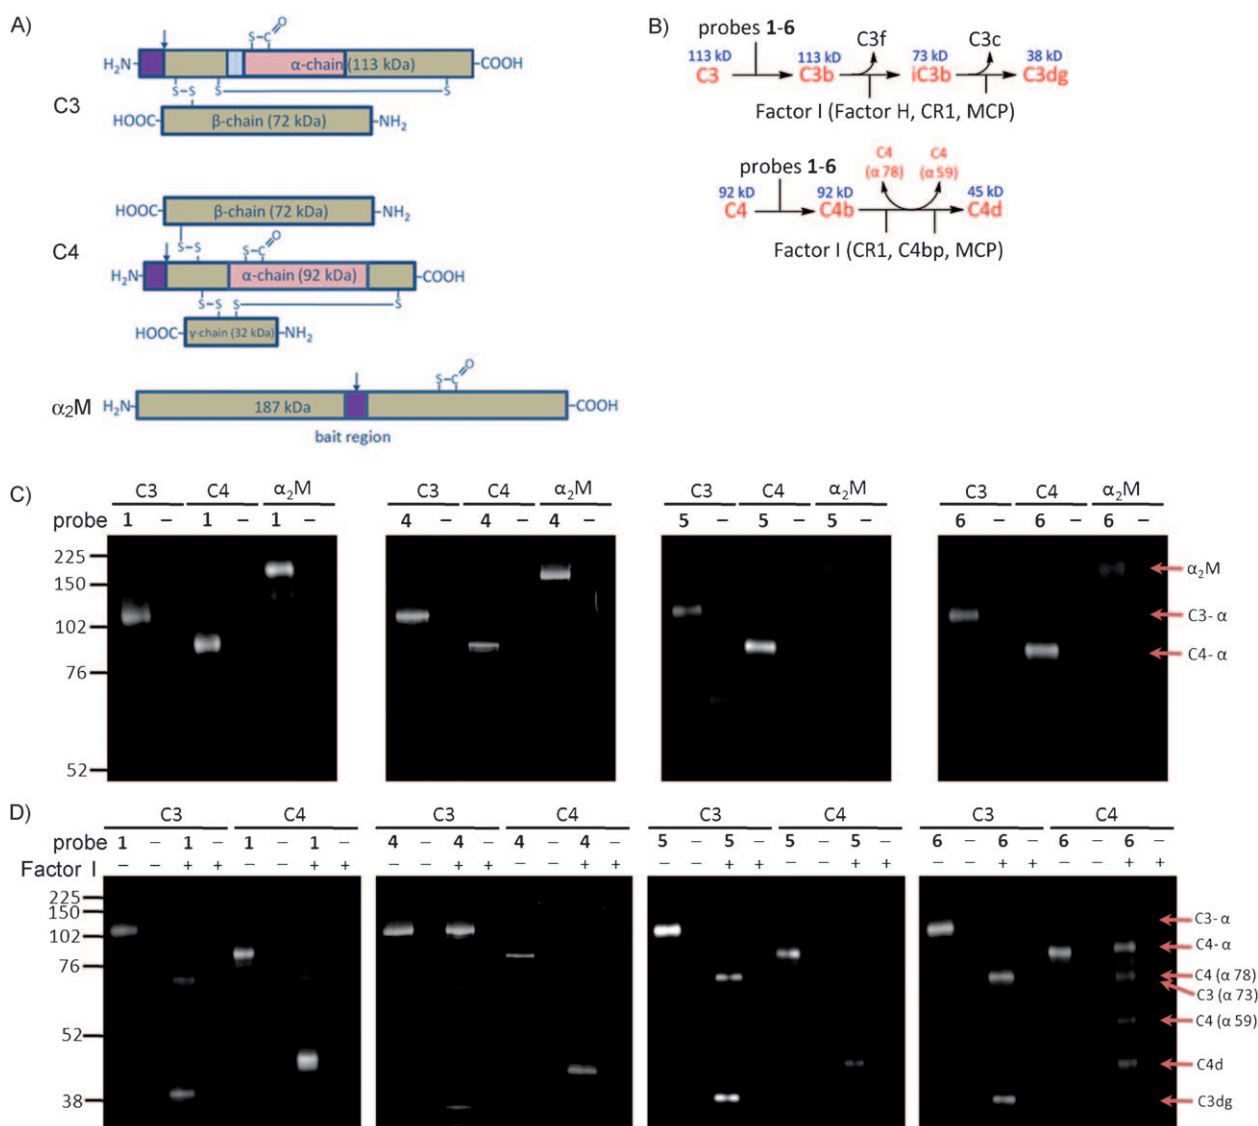 A)
C3
H₂N
S-C=O
α-chain (113 kDa)
COOH
S-S
S
S
HOOC
β-chain (72 kDa)
NH₂
HOOC
β-chain (72 kDa)
NH₂
S-S
S-C=O
C4
H₂N
α-chain (92 kDa)
COOH
S-S
S
S
HOOC
γ-chain (32 kDa)
NH₂
S-C=O
α₂M
H₂N
187 kDa
COOH
bait region
B)
probes 1-6
C3f
C3c
113 kD
113 kD
73 kD
38 kD
C3
C3b
iC3b
C3dg
Factor I (Factor H, CR1, MCP)
probes 1-6
C4 (α 78)
C4 (α 59)
92 kD
92 kD
45 kD
C4
C4b
C4d
Factor I (CR1, C4bp, MCP)
C)
C3 C4 α₂M C3 C4 α₂M C3 C4 α₂M C3 C4 α₂M
probe 1 – 1 – 1 – 4 – 4 – 4 – 5 – 5 – 5 – 6 – 6 – 6 –
225
150
102
76
52
α₂M
C3- α
C4- α
D)
C3 C4 C3 C4 C3 C4 C3 C4
probe 1 – 1 – 1 – 1 – 4 – 4 – 4 – 4 – 5 – 5 – 5 – 5 – 6 – 6 – 6 – 6 –
Factor I – – + + – – + + – – + + – – + + – – + + – – + + – – + + – – + +
225
150
102
76
52
38
C3- α
C4- α
C4 (α 78)
C3 (α 73)
C4 (α 59)
C4d
C3dg